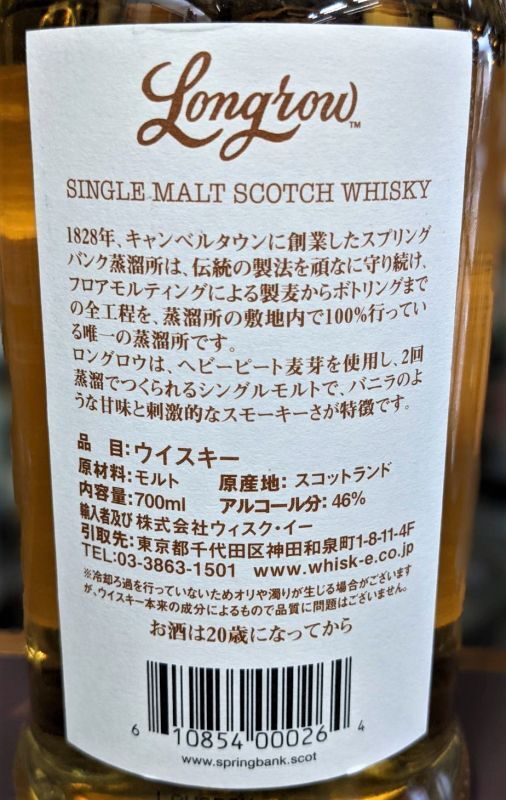 Longrow™
SINGLE MALT SCOTCH WHISKY
1828年、キャンベルタウンに創業したスプリング
バンク蒸溜所は、伝統の製法を頑なに守り続け、
フロアモルティングによる製麦からボトリングまで
の全工程を、蒸溜所の敷地内で100%行ってい
る唯一の蒸溜所です。
ロングロウは、ヘビーピート麦芽を使用し、2回
蒸溜でつくられるシングルモルトで、バニラのよ
うな甘味と刺激的なスモーキーさが特徴です。
品 目:ウイスキー
原材料:モルト 原産地:スコットランド
内容量:700ml アルコール分:46%
輸入者及び 株式会社ウィスク・イー
引取先:東京都千代田区神田和泉町1-8-11-4F
TEL:03-3863-1501 www.whisk-e.co.jp
※冷却ろ過を行っていないためオリや濁りが生じる場合がございます
が、ウイスキー本来の成分によるもので品質に問題はございません。
お酒は20歳になってから
6 10854 00026 4
www.springbank.scot